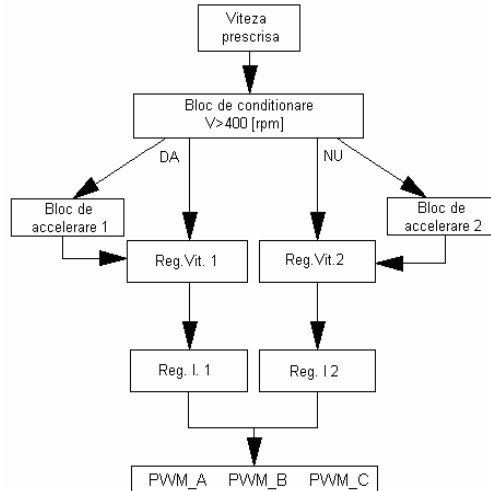 Viteza
prescrisa
Bloc de conditionare
V>400 [rpm]
DA
NU
Bloc de
accelerare 1
Bloc de
accelerare 2
Reg.Vit. 1
Reg.Vit.2
Reg. I. 1
Reg. I 2
PWM_A PWM_B PWM_C